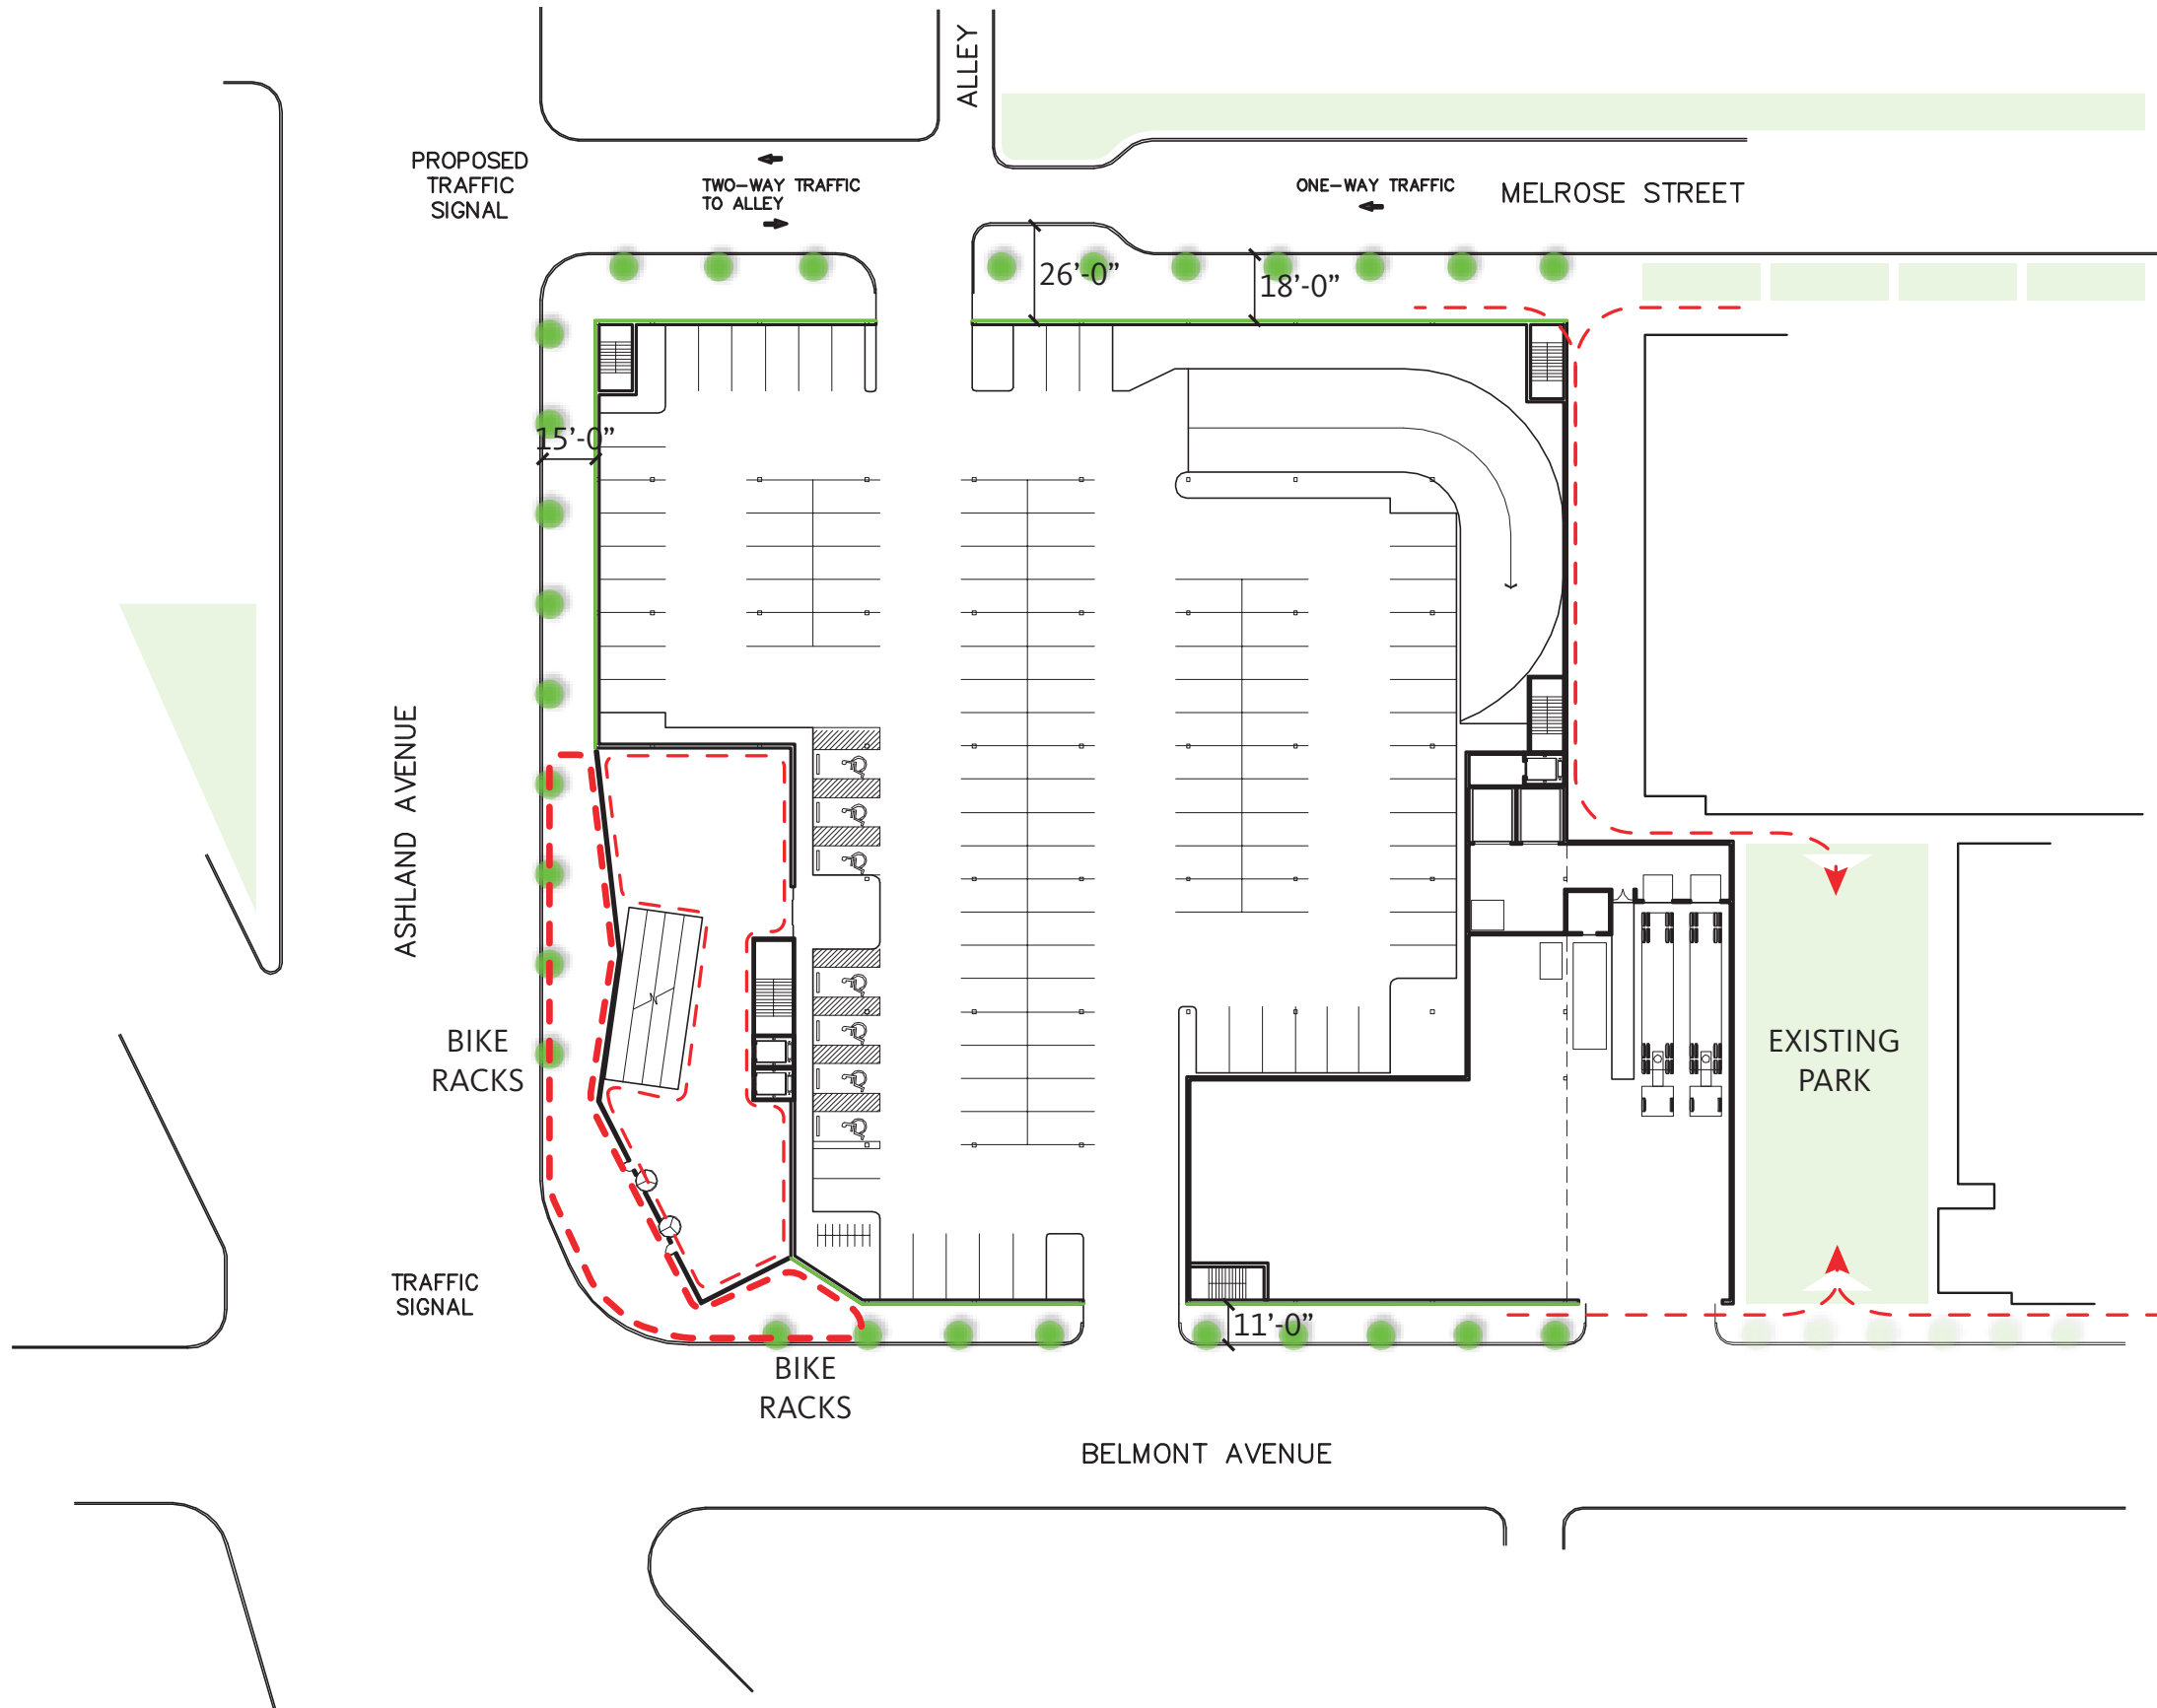 ALLEY
PROPOSED
TRAFFIC
SIGNAL
TWO-WAY TRAFFIC
TO ALLEY
ONE-WAY TRAFFIC
MELROSE STREET
26'-0”
18'-0”
15'-0”
ASHLAND AVENUE
BIKE
RACKS
EXISTING
PARK
TRAFFIC
SIGNAL
11'-0”
BIKE
RACKS
BELMONT AVENUE